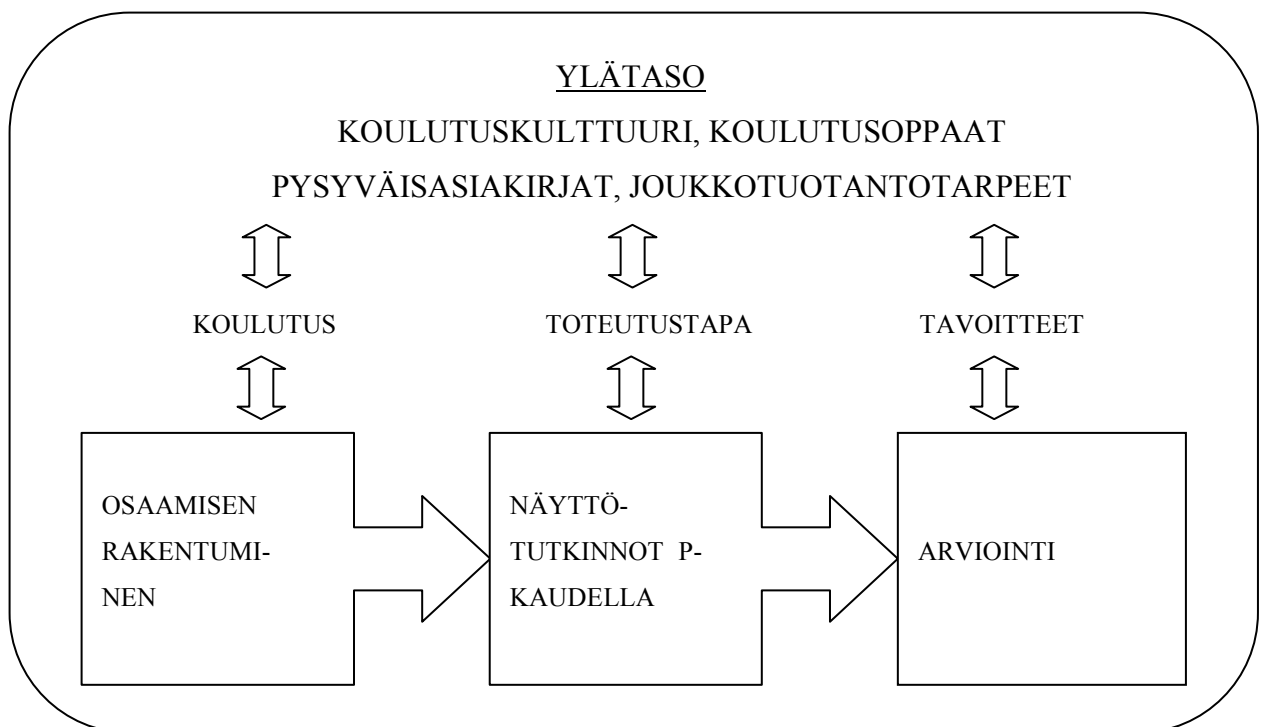 YLÄTASO
KOULUTUSKULTTUURI, KOULUTUSOPPAAT
PYSYVÄISASIAKIRJAT, JOUKKOTUOTANTOTARPEET
KOULUTUS
TOTEUTUSTAPA
TAVOITTEET
OSAAMISEN
RAKENTUMI-
NEN
NÄYTTÖ-
TUTKINNOT P-
KAUDELLA
ARVIOINTI